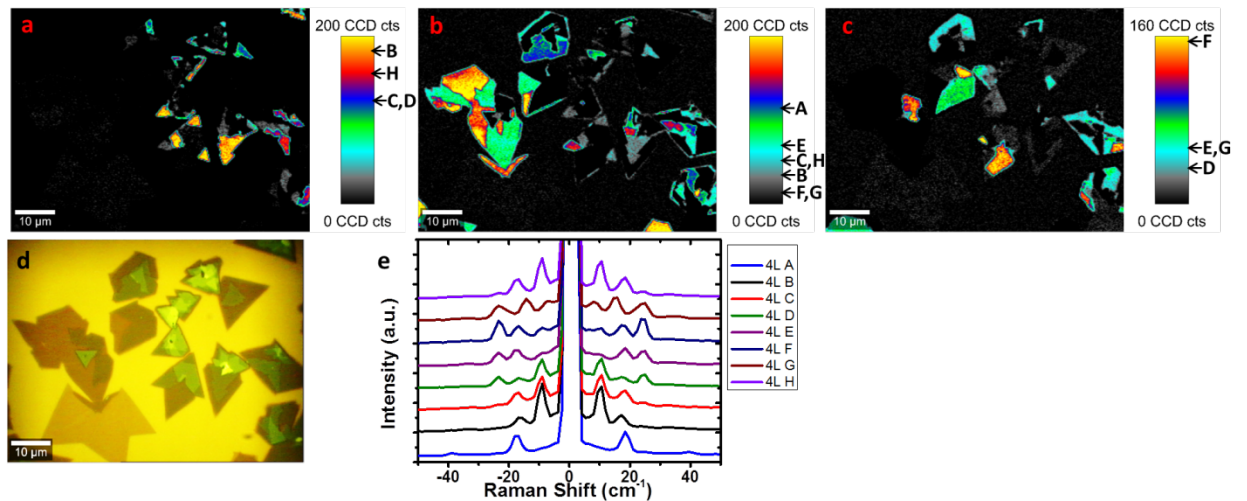 a
200 CCD cts
B
H
C,D
10 µm
0 CCD cts
b
200 CCD cts
A
E
C,H
B
F,G
10 µm
0 CCD cts
c
160 CCD cts
F
E,G
D
10 µm
0 CCD cts
d
10 µm
e
Intensity (a.u.)
-40 -20 0 20 40
Raman Shift (cm-1)
4L A
4L B
4L C
4L D
4L E
4L F
4L G
4L H